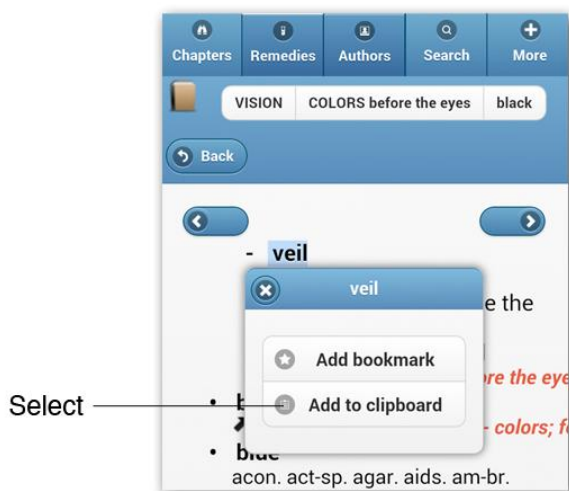 Chapters Remedies Authors Search More
VISION COLORS before the eyes black
Back
- veil
veil
e the
Add bookmark
ore the eye
Select
Add to clipboard
• b
- colors; f
• blue
acon. act-sp. agar. aids. am-br.